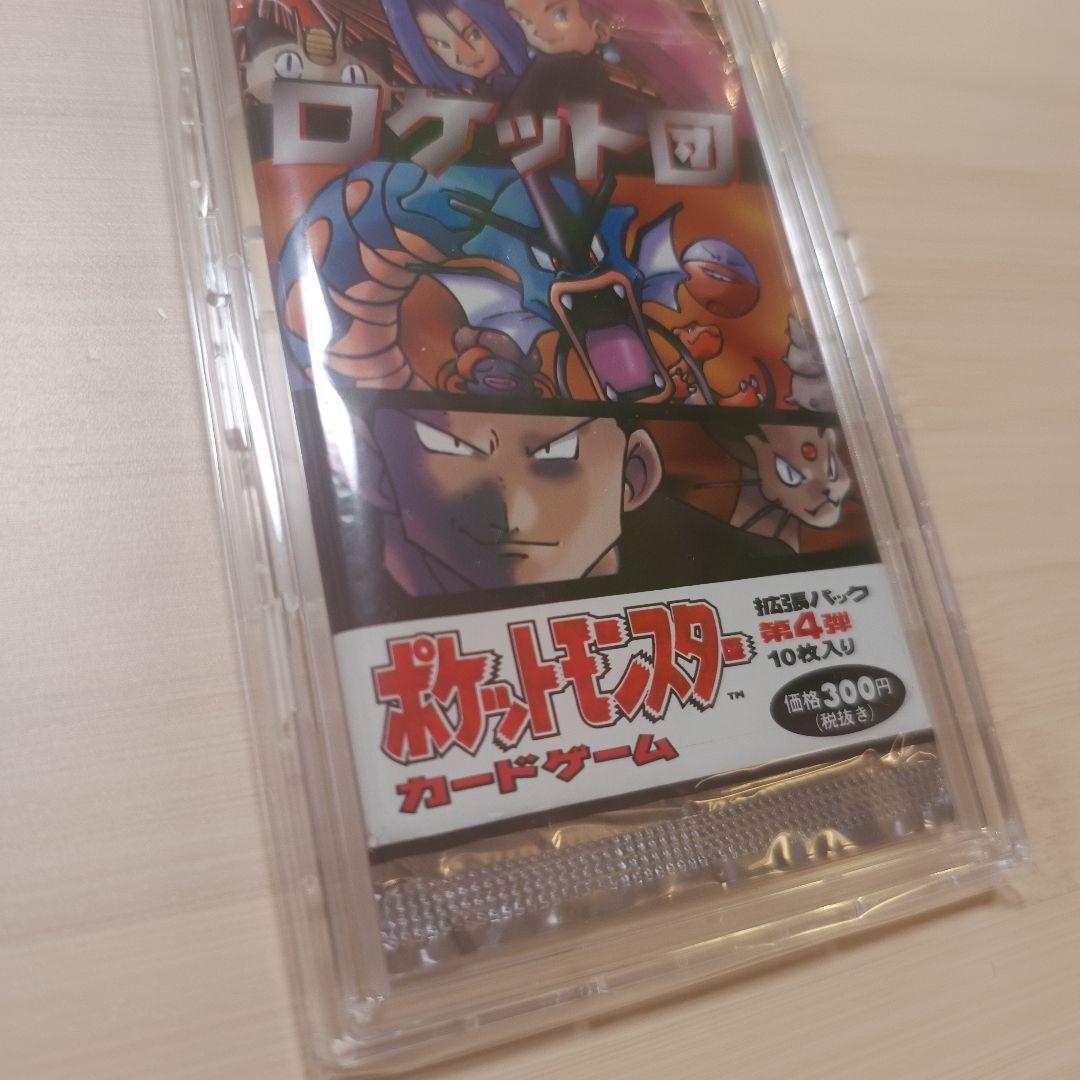 ロケット団
ポケットモンスター
TM
カードゲーム
拡張パック
第4弾
10枚入り
価格300円
(税抜き)